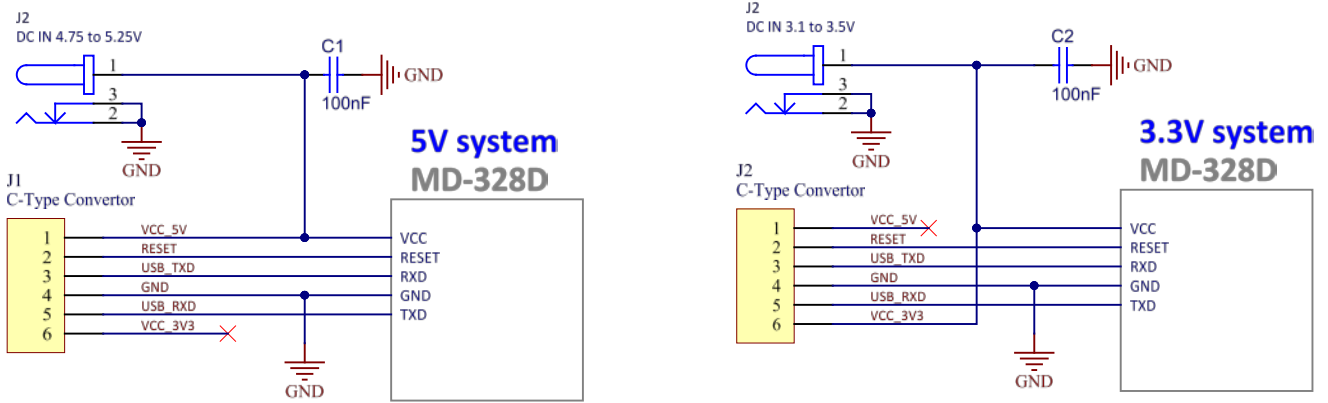 J2
DC IN 4.75 to 5.25V
1
3
2
GND
C1
100nF
GND
5V system
MD-328D
J1
C-Type Convertor
1 VCC_5V VCC
2 RESET RESET
3 USB_TXD RXD
4 GND GND
5 USB_RXD TXD
6 VCC_3V3
GND
J2
DC IN 3.1 to 3.5V
1
3
2
GND
C2
100nF
GND
3.3V system
MD-328D
J2
C-Type Convertor
1 VCC_5V VCC
2 RESET RESET
3 USB_TXD RXD
4 GND GND
5 USB_RXD TXD
6 VCC_3V3
GND